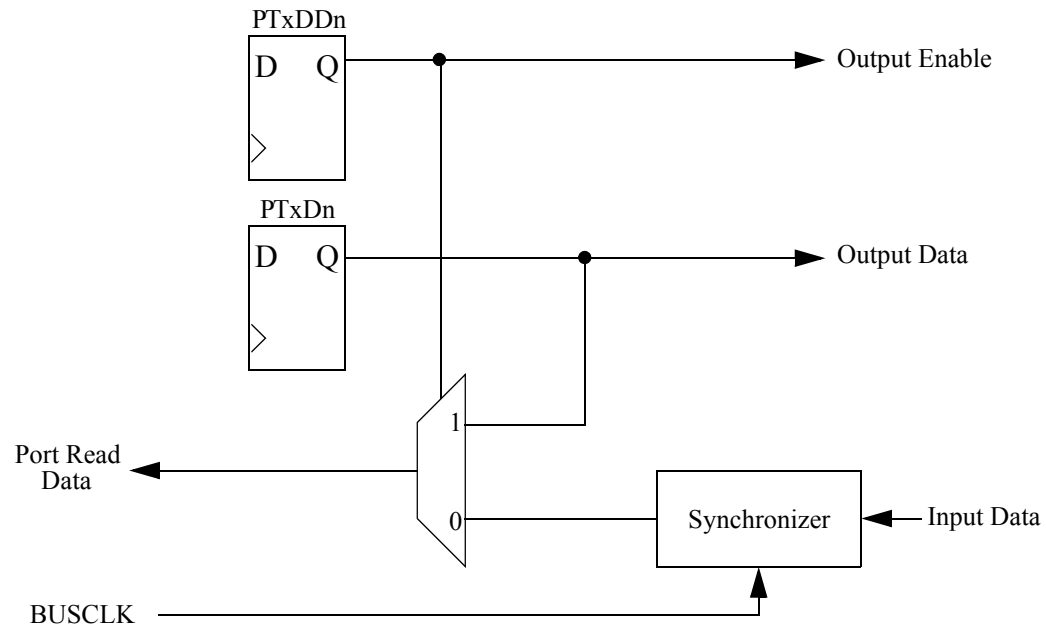 PTxDDn
D Q
Output Enable
PTxDn
D Q
Output Data
1
Port Read
Data
0
Synchronizer
Input Data
BUSCLK